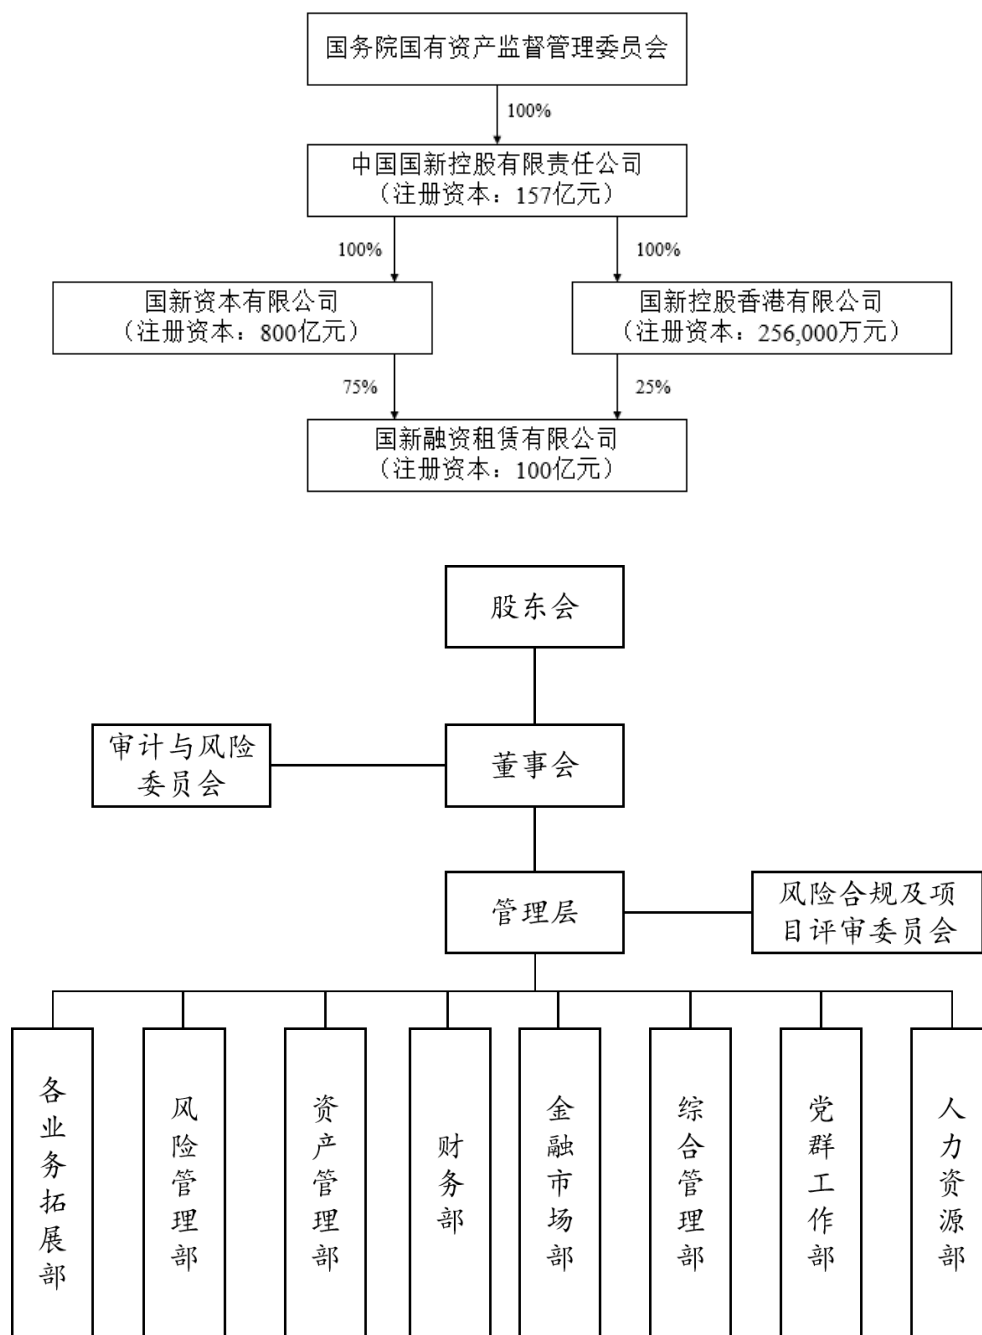 国务院国有资产监督管理委员会
100%
中国国新控股有限责任公司
（注册资本：157亿元）
100%
100%
国新资本有限公司
（注册资本：800亿元）
国新控股香港有限公司
（注册资本：256,000万元）
75%
25%
国新融资租赁有限公司
（注册资本：100亿元）
股东会
审计与风险
委员会
董事会
管理层
风险合规及项
目评审委员会
各业务拓展部
风险管理部
资产管理部
财务部
金融市场部
综合管理部
党群工作部
人力资源部